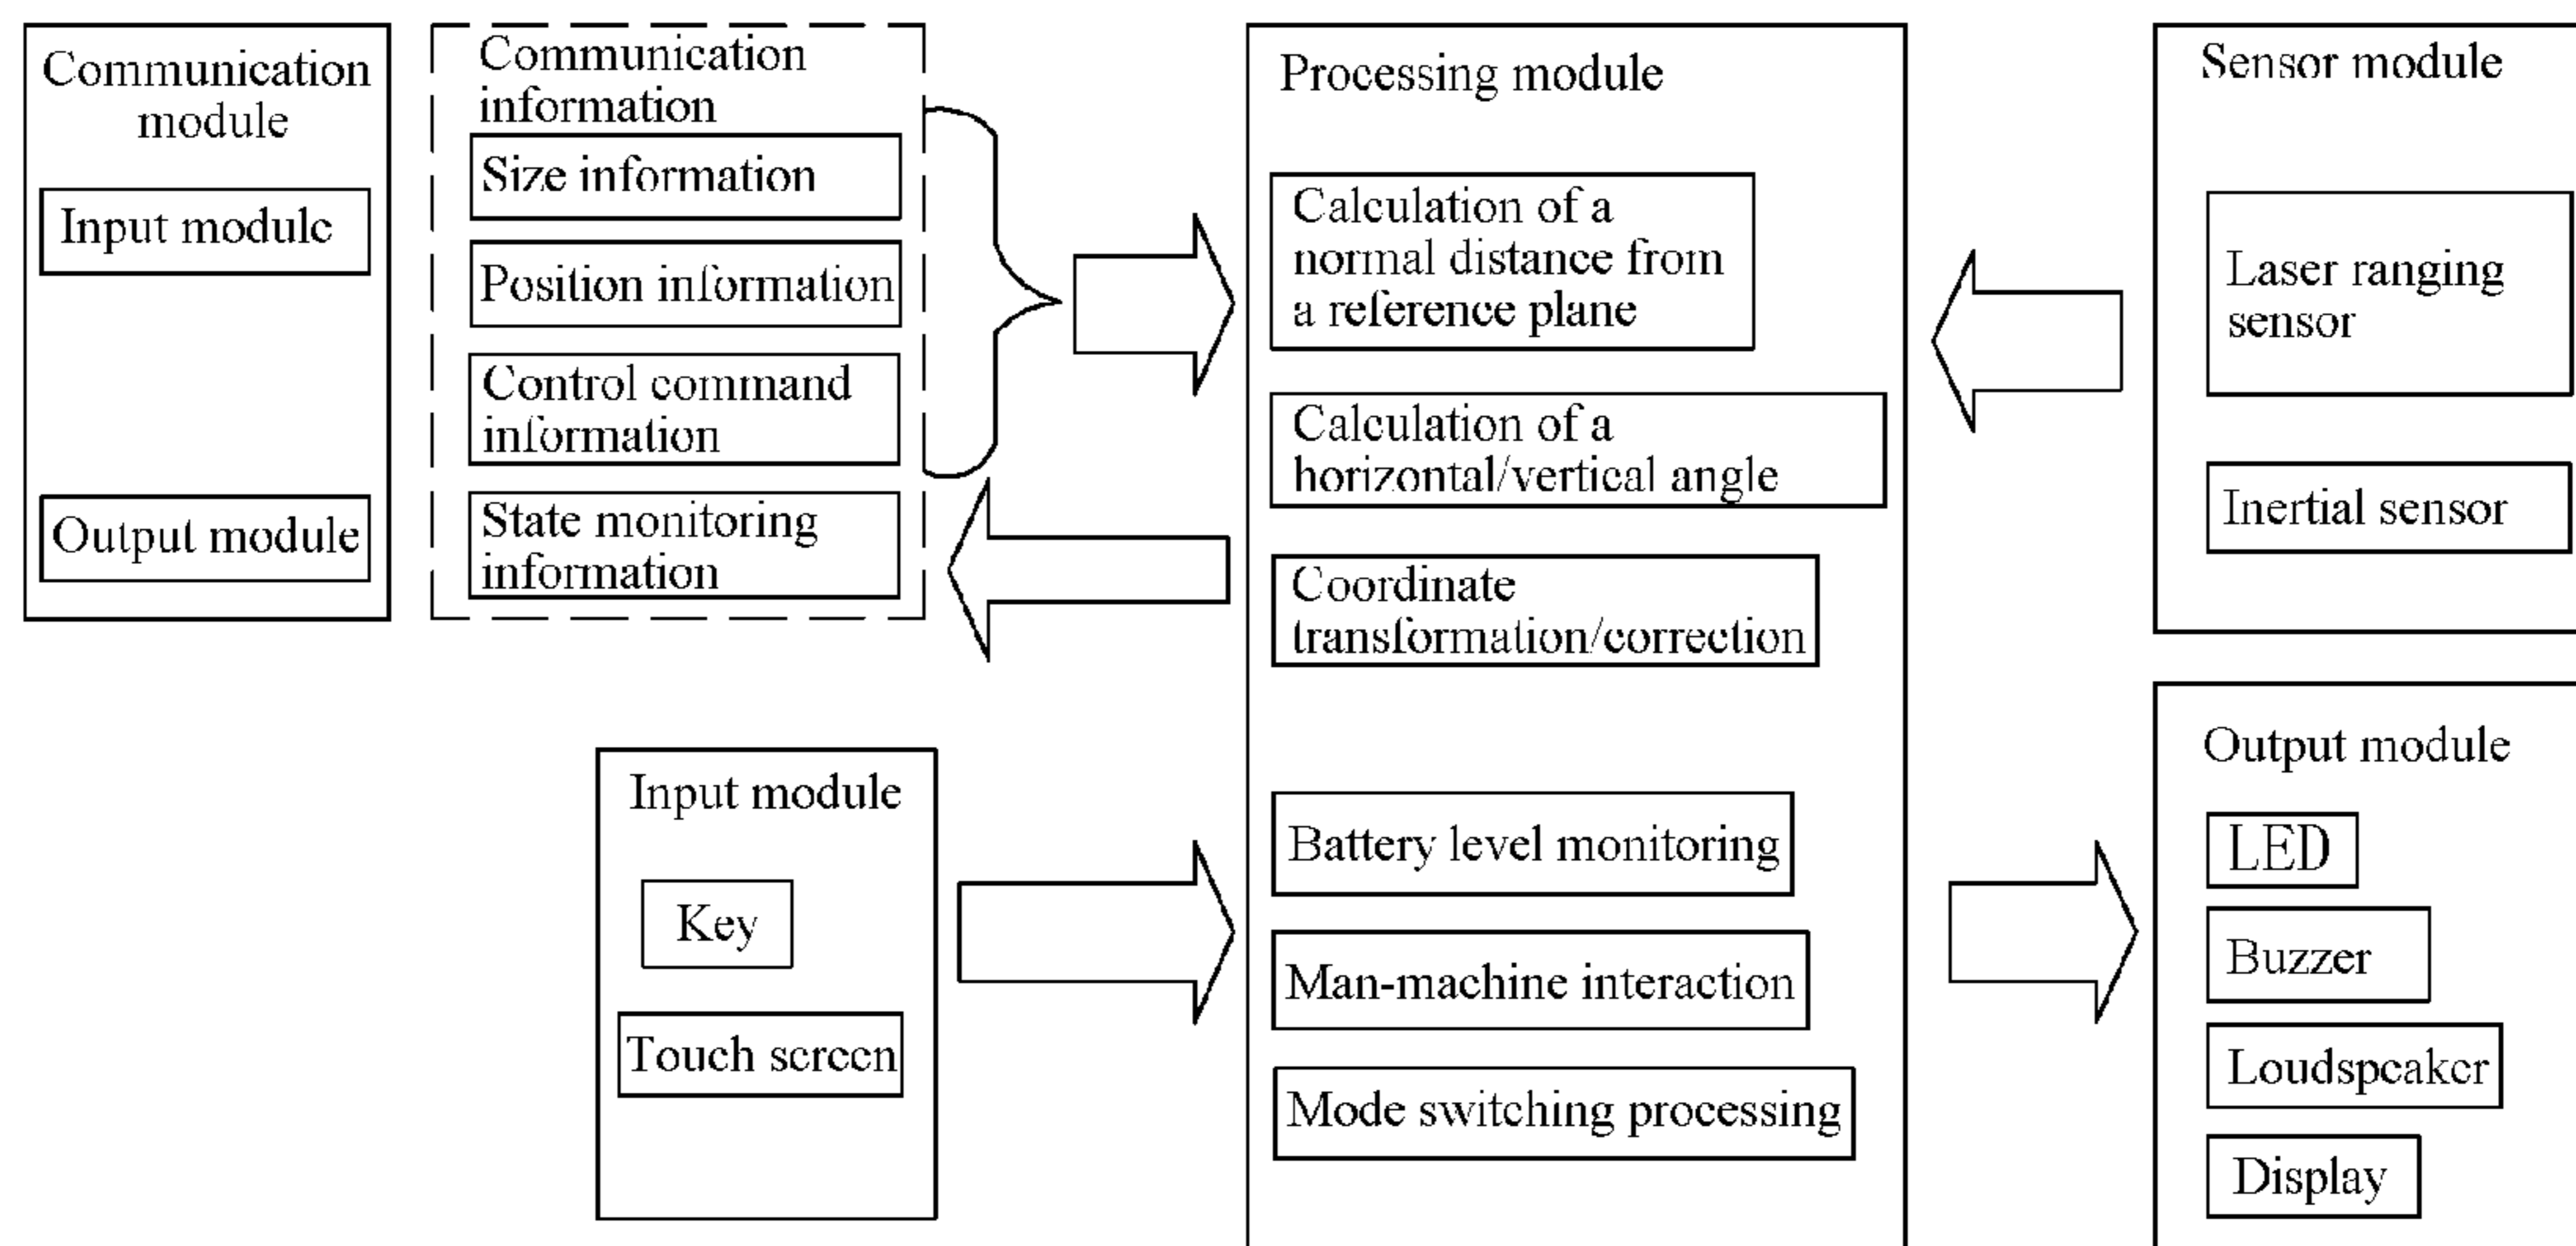 Communication
module
Input module
Output module
Communication
information
Size information
Position information
Control command
information
State monitoring
information
Processing module
Calculation of a
normal distance from
a reference plane
Calculation of a
horizontal/vertical angle
Coordinate
transformation/correction
Battery level monitoring
Man-machine interaction
Mode switching processing
Sensor module
Laser ranging
sensor
Inertial sensor
Input module
Key
Touch screen
Output module
LED
Buzzer
Loudspeaker
Display